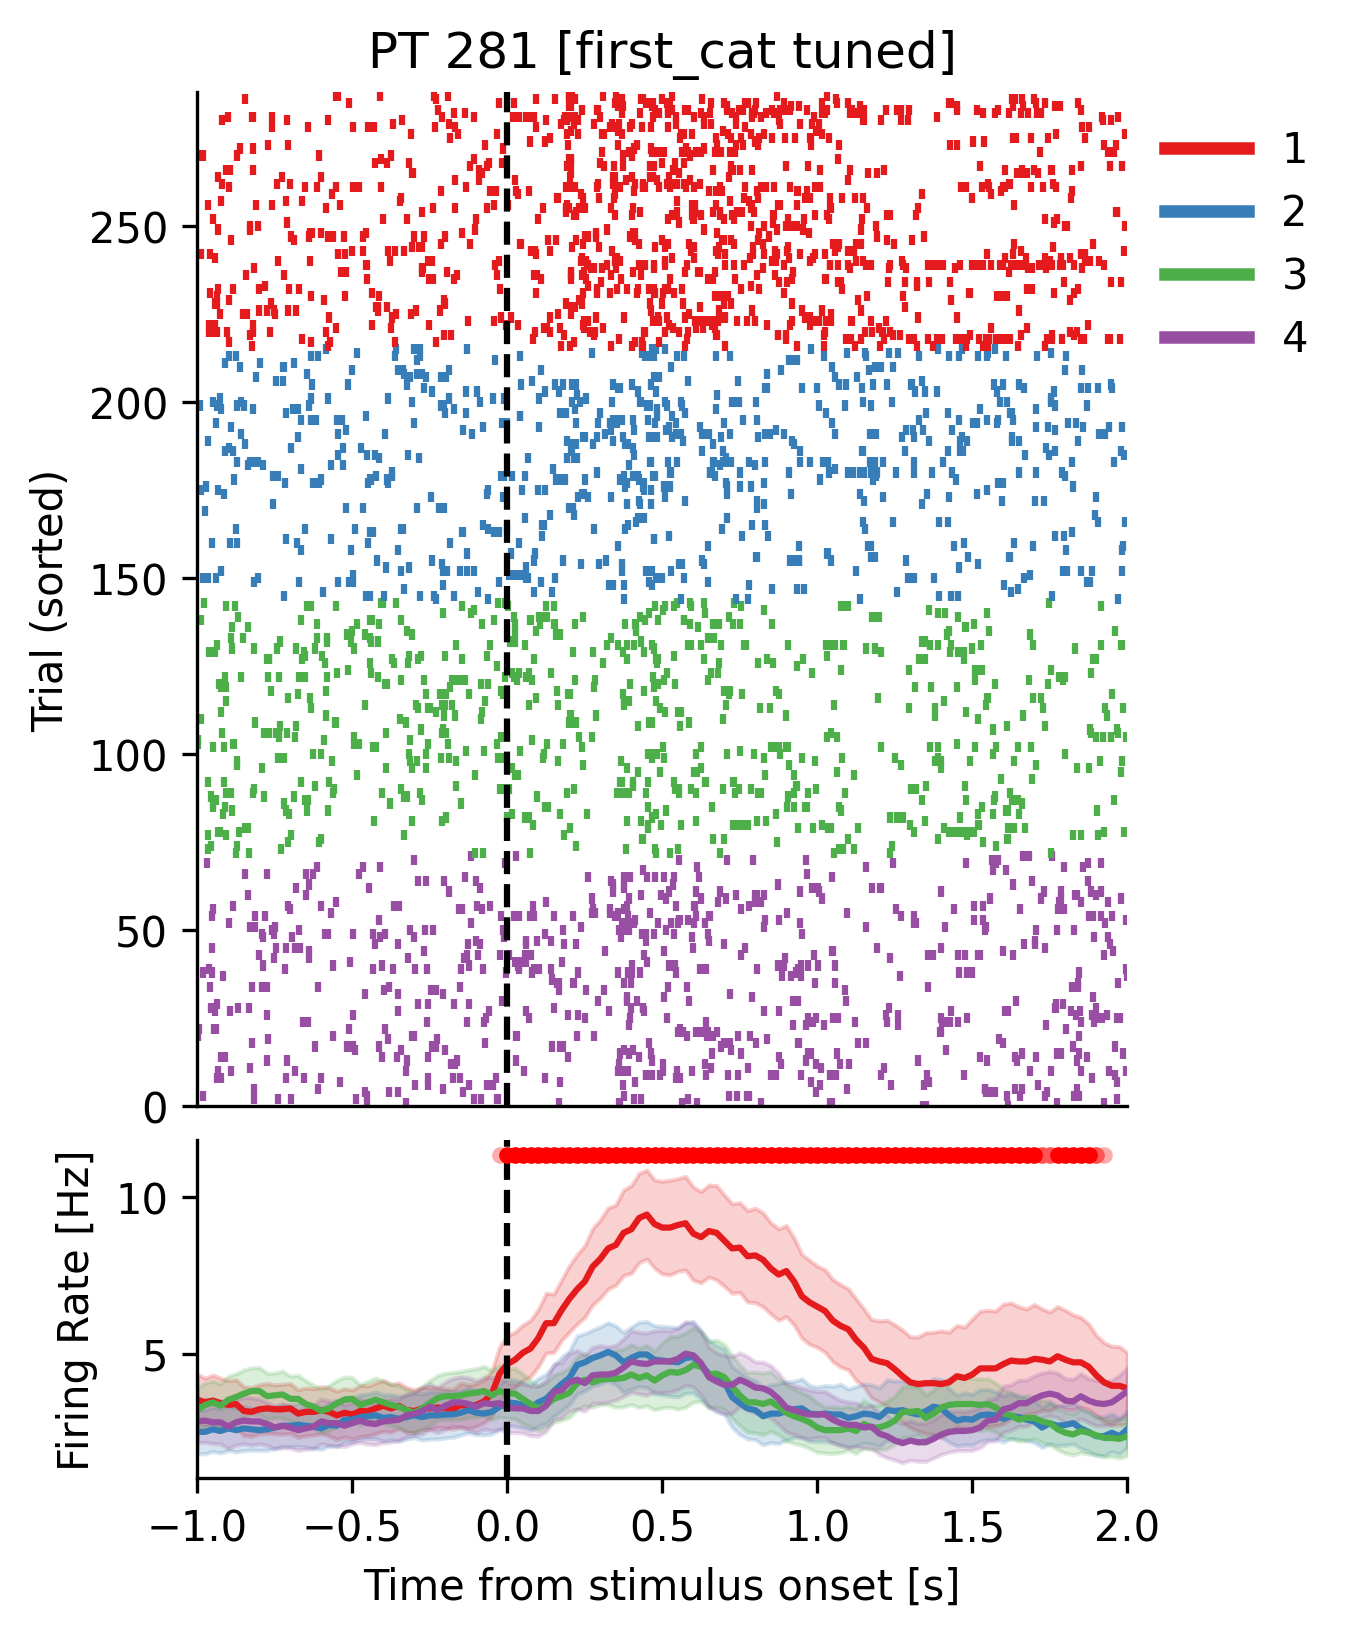 PT 281 [first_cat tuned]
Trial (sorted)
250
200
150
100
50
0
1
2
3
4
Firing Rate [Hz]
10
5
−1.0 −0.5 0.0 0.5 1.0 1.5 2.0
Time from stimulus onset [s]